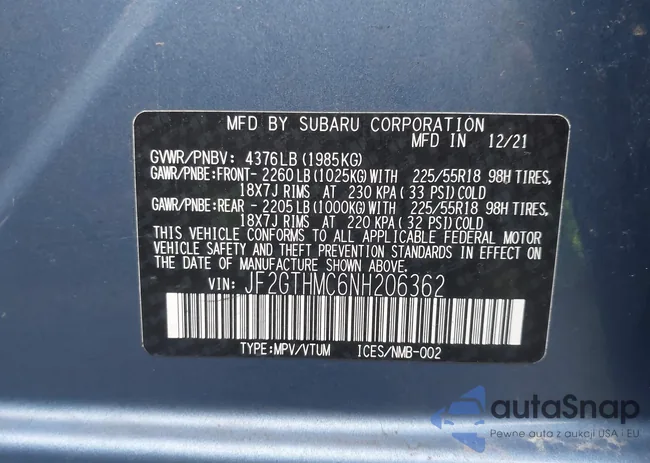 MFD BY SUBARU CORPORATION
MFD IN 12/21
GVWR/PNBV: 4376LB (1985KG)
GAWR/PNBE:FRONT- 2260LB (1025KG)WITH 225/55R18 98H TIRES,
18X7J RIMS AT 230 KPA (33 PSI)COLD
GAWR/PNBE:REAR - 2205LB (1000KG)WITH 225/55R18 98H TIRES,
18X7J RIMS AT 220 KPA (32 PSI)COLD
THIS VEHICLE CONFORMS TO ALL APPLICABLE FEDERAL MOTOR
VEHICLE SAFETY AND THEFT PREVENTION STANDARDS IN EFFECT ON
THE DATE OF MANUFACTURE SHOWN ABOVE.
VIN: JF2GTHMC6NH206362
TYPE:MPV/VTUM ICES/NMB-002
autaSnap
Pewne auta z aukcji USA i EU